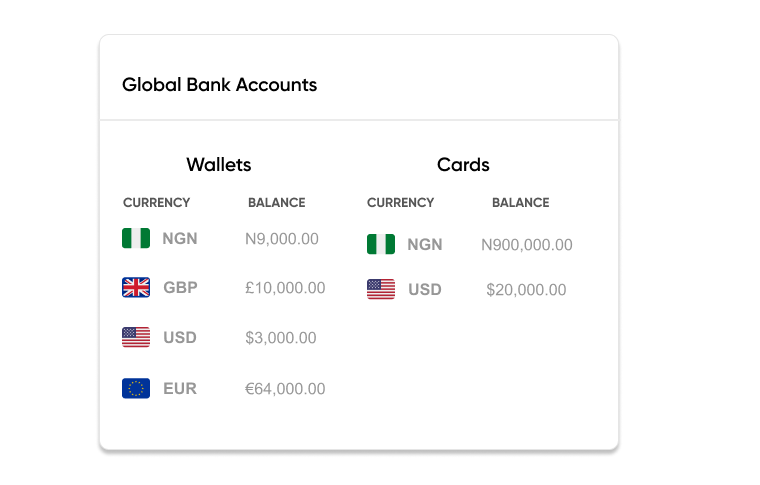 Global Bank Accounts
Wallets
CURRENCY BALANCE
NGN N9,000.00
GBP £10,000.00
USD $3,000.00
EUR €64,000.00
Cards
CURRENCY BALANCE
NGN N900,000.00
USD $20,000.00